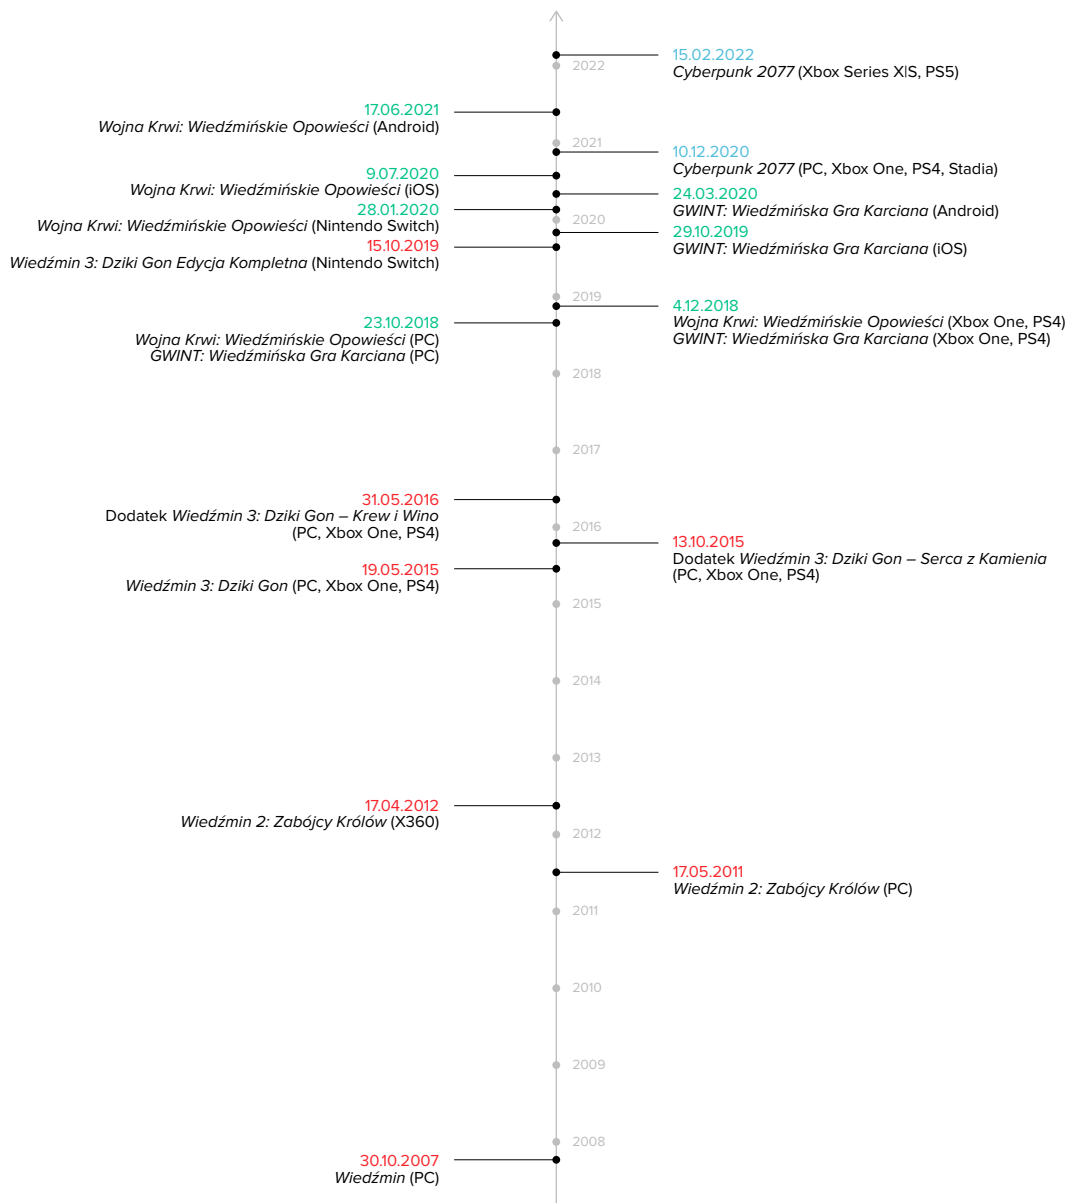 15.02.2022
Cyberpunk 2077 (Xbox Series X|S, PS5)
2022
17.06.2021
Wojna Krwi: Wiedźmińskie Opowieści (Android)
2021
10.12.2020
Cyberpunk 2077 (PC, Xbox One, PS4, Stadia)
9.07.2020
Wojna Krwi: Wiedźmińskie Opowieści (iOS)
24.03.2020
GWINT: Wiedźmińska Gra Karciana (Android)
28.01.2020
Wojna Krwi: Wiedźmińskie Opowieści (Nintendo Switch)
2020
29.10.2019
GWINT: Wiedźmińska Gra Karciana (iOS)
15.10.2019
Wiedźmin 3: Dziki Gon Edycja Kompletna (Nintendo Switch)
2019
4.12.2018
Wojna Krwi: Wiedźmińskie Opowieści (Xbox One, PS4)
GWINT: Wiedźmińska Gra Karciana (Xbox One, PS4)
23.10.2018
Wojna Krwi: Wiedźmińskie Opowieści (PC)
GWINT: Wiedźmińska Gra Karciana (PC)
2018
2017
31.05.2016
Dodatek Wiedźmin 3: Dziki Gon – Krew i Wino
(PC, Xbox One, PS4)
2016
13.10.2015
Dodatek Wiedźmin 3: Dziki Gon – Serca z Kamienia
(PC, Xbox One, PS4)
19.05.2015
Wiedźmin 3: Dziki Gon (PC, Xbox One, PS4)
2015
2014
2013
17.04.2012
Wiedźmin 2: Zabójcy Królów (X360)
2012
17.05.2011
Wiedźmin 2: Zabójcy Królów (PC)
2011
2010
2009
2008
30.10.2007
Wiedźmin (PC)